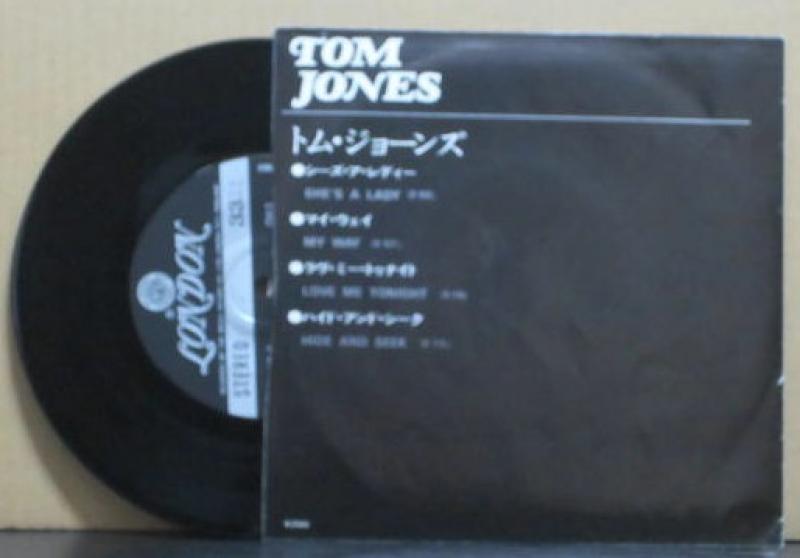 TOM
JONES
トム・ジョーンズ
●シーズ・ア・レディー
SHE'S A LADY
●マイ・ウェイ
MY WAY
●ラヴ・ミー・トゥナイト
LOVE ME TONIGHT
●ハイド・アンド・シーク
HIDE AND SEEK
LONDON
STEREO
33